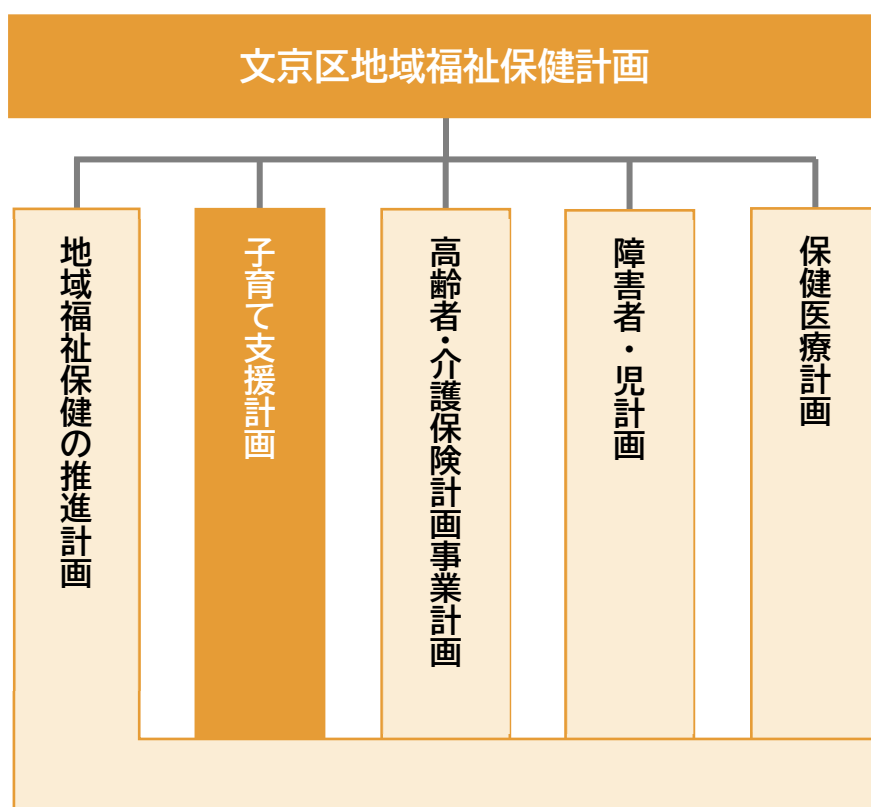 文京区地域福祉保健計画
地域福祉保健の推進計画
子育て支援計画
高齢者・介護保険計画事業計画
障害者・児計画
保健医療計画